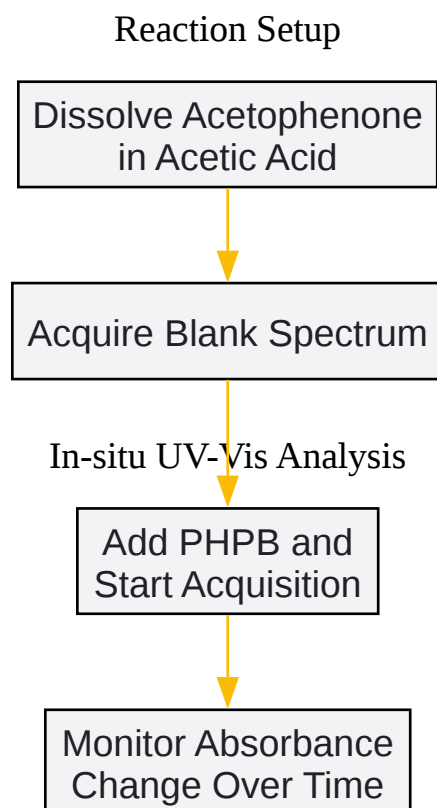 Reaction Setup
Dissolve Acetophenone
in Acetic Acid
Acquire Blank Spectrum
In-situ UV-Vis Analysis
Add PHPB and
Start Acquisition
Monitor Absorbance
Change Over Time